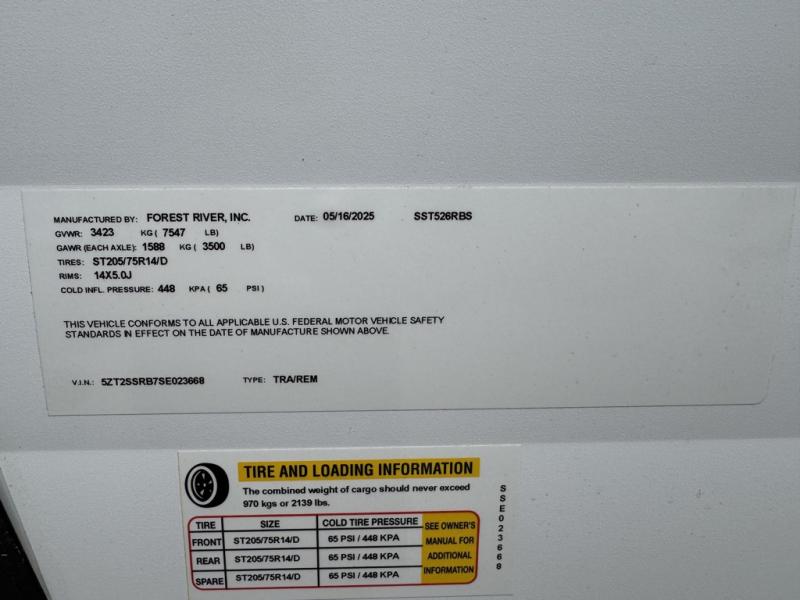 MANUFACTURED BY: FOREST RIVER, INC. DATE: 05/16/2025 SST526RBS
GVWR: 3423 KG ( 7547 LB)
GAWR (EACH AXLE): 1588 KG ( 3500 LB)
TIRES: ST205/75R14/D
RIMS: 14X5.0J
COLD INFL. PRESSURE: 448 KPA ( 65 PSI )
THIS VEHICLE CONFORMS TO ALL APPLICABLE U.S. FEDERAL MOTOR VEHICLE SAFETY
STANDARDS IN EFFECT ON THE DATE OF MANUFACTURE SHOWN ABOVE.
V.I.N.: 5ZT2SSRB7SE023668 TYPE: TRA/REM
TIRE AND LOADING INFORMATION
The combined weight of cargo should never exceed
970 kgs or 2139 lbs.
TIRE SIZE COLD TIRE PRESSURE
FRONT ST205/75R14/D 65 PSI / 448 KPA
REAR ST205/75R14/D 65 PSI / 448 KPA
SPARE ST205/75R14/D 65 PSI / 448 KPA
SEE OWNER'S
MANUAL FOR
ADDITIONAL
INFORMATION
SSE023668